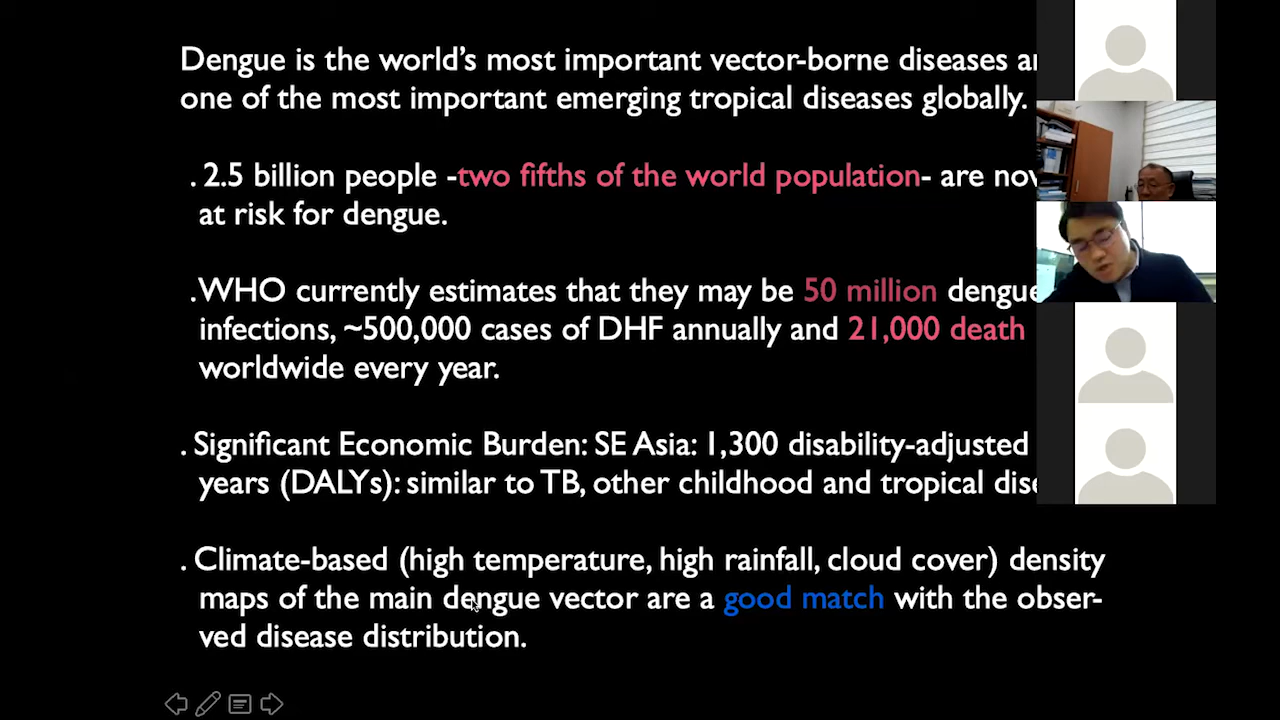 Dengue is the world's most important vector-borne diseases
one of the most important emerging tropical diseases globally.
. 2.5 billion people -two fifths of the world population- are
at risk for dengue.
.WHO currently estimates that they may be 50 million dengue
infections, ~500,000 cases of DHF annually and 21,000 death
worldwide every year.
. Significant Economic Burden: SE Asia: 1,300 disability-adjusted
years (DALYs): similar to TB, other childhood and tropical
. Climate-based (high temperature, high rainfall, cloud cover) density
maps of the main dengue vector are a good match with the obser-
ved disease distribution.